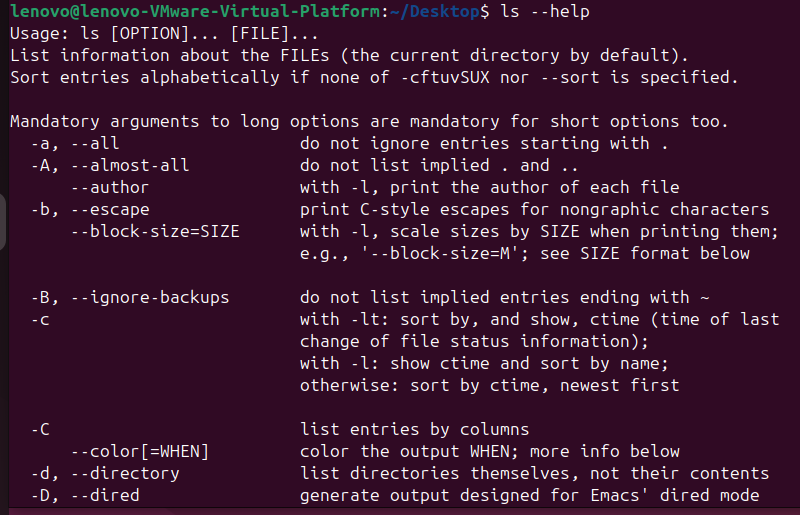 lenovo@lenovo-VMware-Virtual-Platform:~/Desktop$ ls --help
Usage: ls [OPTION]... [FILE]...
List information about the FILEs (the current directory by default).
Sort entries alphabetically if none of -cftuvSUX nor --sort is specified.

Mandatory arguments to long options are mandatory for short options too.
  -a, --all                  do not ignore entries starting with .
  -A, --almost-all           do not list implied . and ..
      --author               with -l, print the author of each file
  -b, --escape               print C-style escapes for nongraphic characters
      --block-size=SIZE      with -l, scale sizes by SIZE when printing them;
                             e.g., '--block-size=M'; see SIZE format below

  -B, --ignore-backups       do not list implied entries ending with ~
  -c                         with -lt: sort by, and show, ctime (time of last
                             change of file status information);
                             with -l: show ctime and sort by name;
                             otherwise: sort by ctime, newest first

  -C                         list entries by columns
      --color[=WHEN]         color the output WHEN; more info below
  -d, --directory            list directories themselves, not their contents
  -D, --dired                generate output designed for Emacs' dired mode